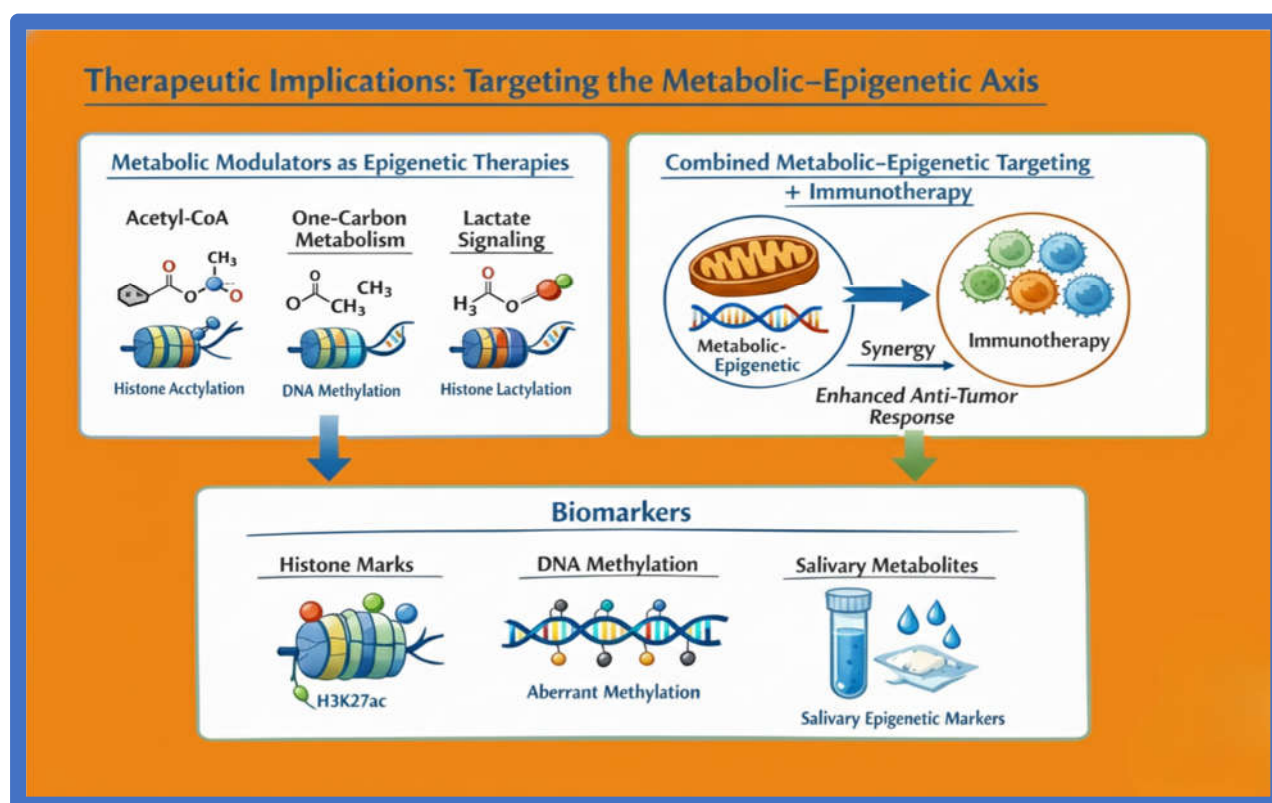 Therapeutic Implications: Targeting the Metabolic–Epigenetic Axis
Metabolic Modulators as Epigenetic Therapies
Acetyl-CoA
O
CH₃
O
O
Histone Acctylation
One-Carbon
Metabolism
O
O
CH₃
CH₃
DNA Methylation
Lactate
Signaling
O
H₃
O
Histone Lactylation
Combined Metabolic–Epigenetic Targeting
+ Immunotherapy
Metabolic-
Epigenetic
Synergy
Immunotherapy
Enhanced Anti-Tumor
Response
Biomarkers
Histone Marks
H3K27ac
DNA Methylation
Aberrant Methylation
Salivary Metabolites
Salivary Epigenetic Markers